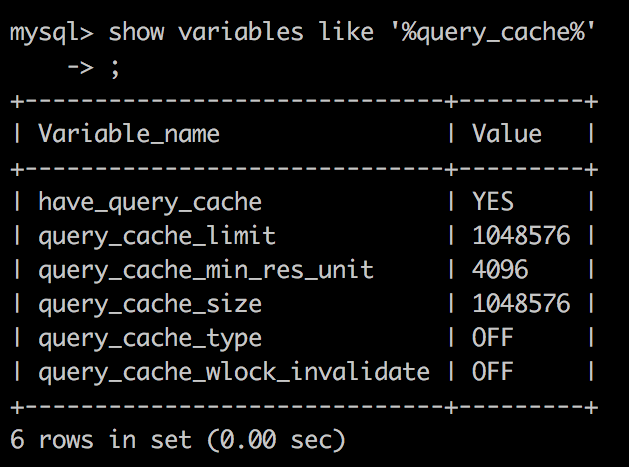 mysql> show variables like '%query_cache%'
    -> ;
+------------------------------+---------+
| Variable_name                | Value   |
+------------------------------+---------+
| have_query_cache             | YES     |
| query_cache_limit            | 1048576 |
| query_cache_min_res_unit     | 4096    |
| query_cache_size             | 1048576 |
| query_cache_type             | OFF     |
| query_cache_wlock_invalidate | OFF     |
+------------------------------+---------+
6 rows in set (0.00 sec)